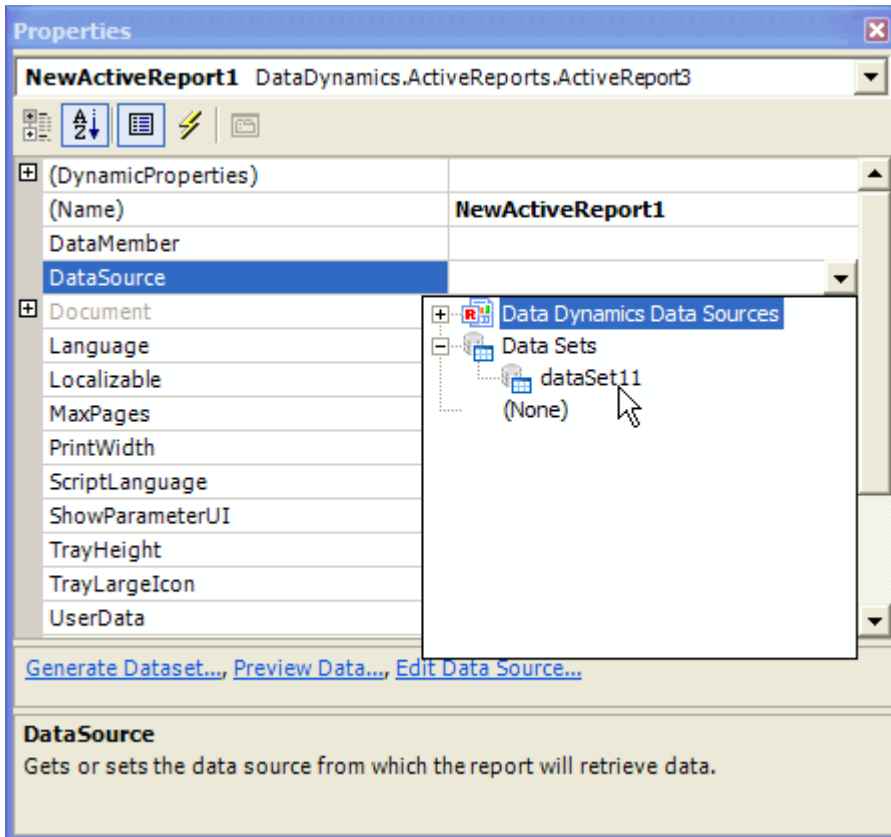 Properties
NewActiveReport1 DataDynamics.ActiveReports.ActiveReport3
(DynamicProperties)
(Name) NewActiveReport1
DataMember
DataSource
Document
Data Dynamics Data Sources
Language
Data Sets
Localizable
dataSet11
MaxPages
(None)
PrintWidth
ScriptLanguage
ShowParameterUI
TrayHeight
TrayLargeIcon
UserData
Generate Dataset..., Preview Data..., Edit Data Source...
DataSource
Gets or sets the data source from which the report will retrieve data.